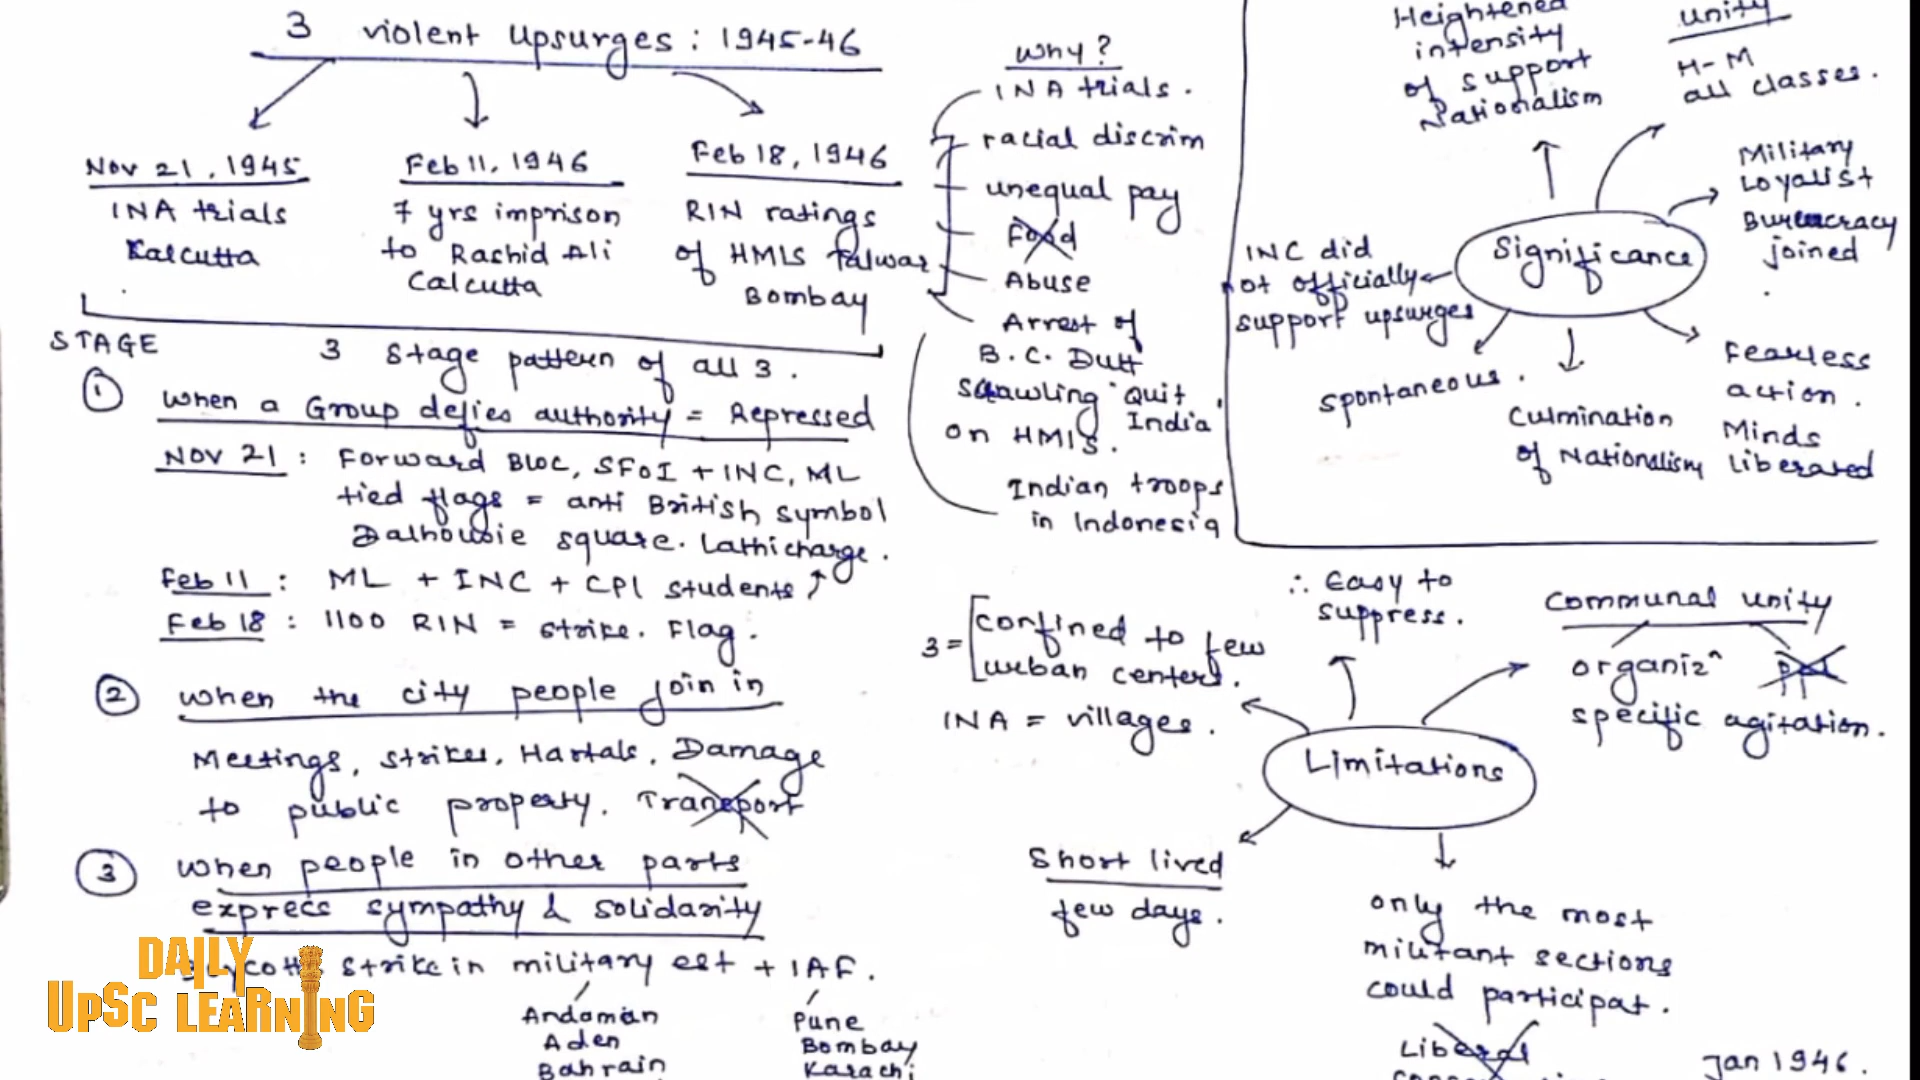 3 violent upsurges: 1945-46
Nov 21, 1945
INA trials
Kalcutta
Feb 11, 1946
7 yrs imprison
to Rashid Ali
Calcutta
Feb 18, 1946
RIN ratings
of HMIS Talwar
Bombay
Why?
INA trials.
racial discrim
unequal pay
Food
Abuse
Arrest of
B.C. Dutt
Scrawling "Quit
India"
on HMIS.
Indian troops
in Indonesia
STAGE
3 stage pattern of all 3.
1 When a Group defies authority = Repressed
Nov 21: Forward Bloc, SFOI + INC, ML
tied flags = anti British symbol
Dalhousie square. Lathicharge.
Feb 11: ML + INC + CPI students
Feb 18: 1100 RIN = strike. Flag.
2 When the city people join in
Meetings, strikes, Hartals, Damage
to public property. Transport
3 When people in other parts
express sympathy & solidarity
strike in military est + IAF.
Andaman
Aden
Bahrain
Pune
Bombay
Karachi
DAILY
UPSC LEARNING
Significance
Heightened
intensity
of support
Nationalism
unity
H-M
all classes.
Military
Loyalist
Bureaucracy
joined
Fearless
action.
Minds
liberated
Culmination
of Nationalism
spontaneous.
INC did
not officially
support upsurges
Limitations
3 = confined to few
urban centers.
INA = villages.
∴ Easy to
suppress.
Communal unity
organizn
specific agitation.
Short lived
few days.
only the most
militant sections
could participat.
Liberal
Jan 1946.